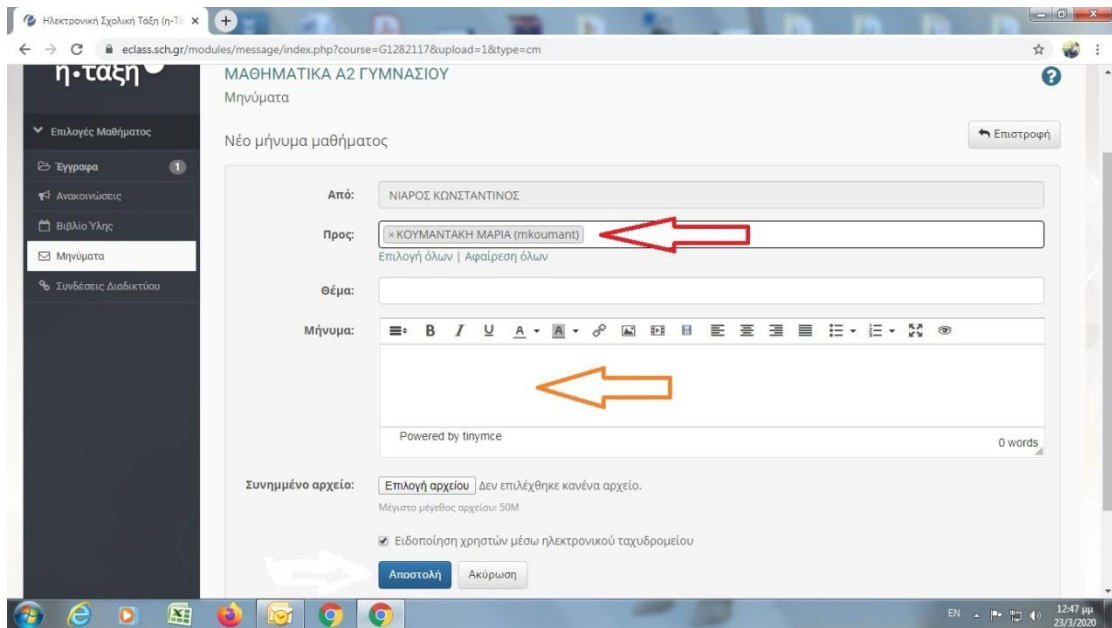 Ηλεκτρονική Σχολική Τάξη (η-Τα
eclass.sch.gr/modules/message/index.php?course=G1282117&upload=1&type=cm
η·τάξη
ΜΑΘΗΜΑΤΙΚΑ Α2 ΓΥΜΝΑΣΙΟΥ
Μηνύματα
Επιλογές Μαθήματος
Νέο μήνυμα μαθήματος
Επιστροφή
Έγγραφα 1
Ανακοινώσεις
Βιβλίο Ύλης
Μηνύματα
Συνδέσεις Διαδικτύου
Από: ΝΙΑΡΟΣ ΚΩΝΣΤΑΝΤΙΝΟΣ
Προς: × ΚΟΥΜΑΝΤΑΚΗ ΜΑΡΙΑ (mkoumant)
Επιλογή όλων | Αφαίρεση όλων
Θέμα:
Μήνυμα:
B I U A A
Powered by tinymce
0 words
Συνημμένο αρχείο: Επιλογή αρχείου Δεν επιλέχθηκε κανένα αρχείο.
Μέγιστο μέγεθος αρχείου: 50M
Ειδοποίηση χρηστών μέσω ηλεκτρονικού ταχυδρομείου
Αποστολή Ακύρωση
EN 12:47 μμ
23/3/2020